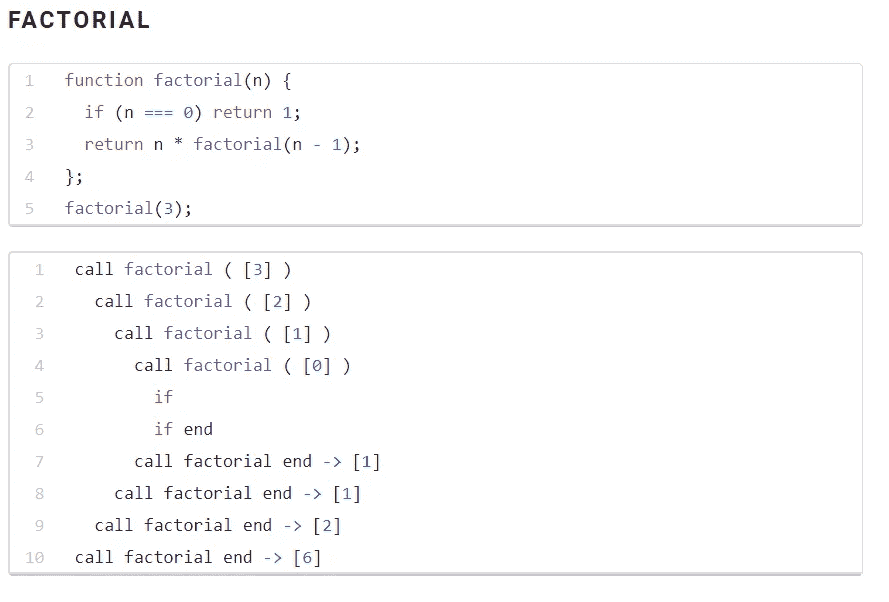 FACTORIAL
1 function factorial(n) {
2 if (n === 0) return 1;
3 return n * factorial(n - 1);
4 };
5 factorial(3);
1 call factorial ( [3] )
2 call factorial ( [2] )
3 call factorial ( [1] )
4 call factorial ( [0] )
5 if
6 if end
7 call factorial end -> [1]
8 call factorial end -> [1]
9 call factorial end -> [2]
10 call factorial end -> [6]